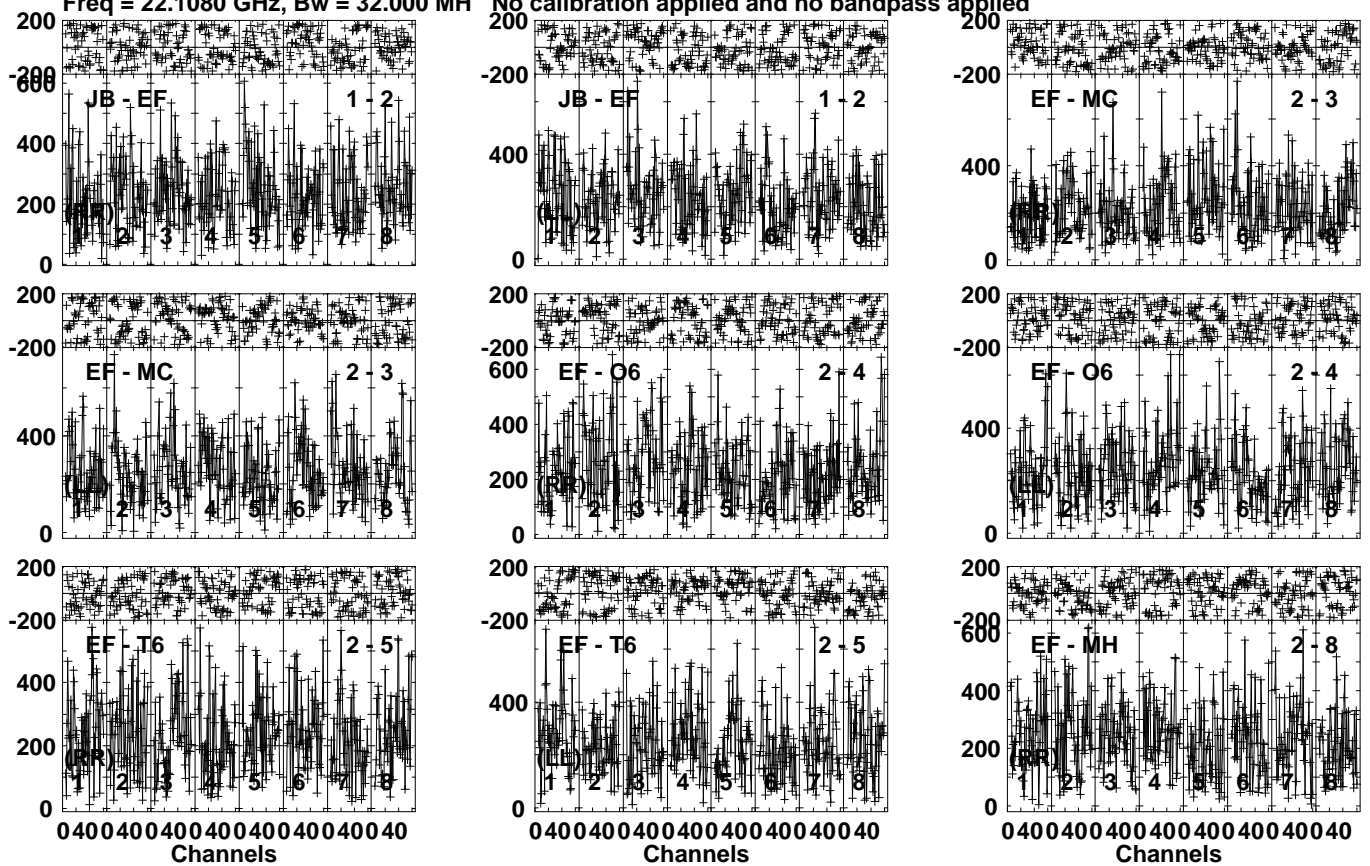 Freq = 22.1080 GHz, Bw = 32.000 MH No calibration applied and no bandpass applied
200
-200
600
400
200
0
JB - EF 1 - 2
(RR)
1 2 3 4 5 6 7 8
200
-200
400
0
JB - EF 1 - 2
(LL)
1 2 3 4 5 6 7 8
200
-200
400
0
EF - MC 2 - 3
(RR)
1 2 3 4 5 6 7 8
200
-200
400
0
EF - MC 2 - 3
(LL)
1 2 3 4 5 6 7 8
200
-200
600
400
200
0
EF - O6 2 - 4
(RR)
1 2 3 4 5 6 7 8
200
-200
400
0
EF - O6 2 - 4
(LL)
1 2 3 4 5 6 7 8
200
-200
400
200
0
EF - T6 2 - 5
(RR)
1 2 3 4 5 6 7 8
0 40 0 40 0 40 0 40 0 40 0 40 0 40 0 40
Channels
200
-200
400
0
EF - T6 2 - 5
(LL)
1 2 3 4 5 6 7 8
0 40 0 40 0 40 0 40 0 40 0 40 0 40 0 40
Channels
200
-200
600
400
200
0
EF - MH 2 - 8
(RR)
1 2 3 4 5 6 7 8
0 40 0 40 0 40 0 40 0 40 0 40 0 40 0 40
Channels